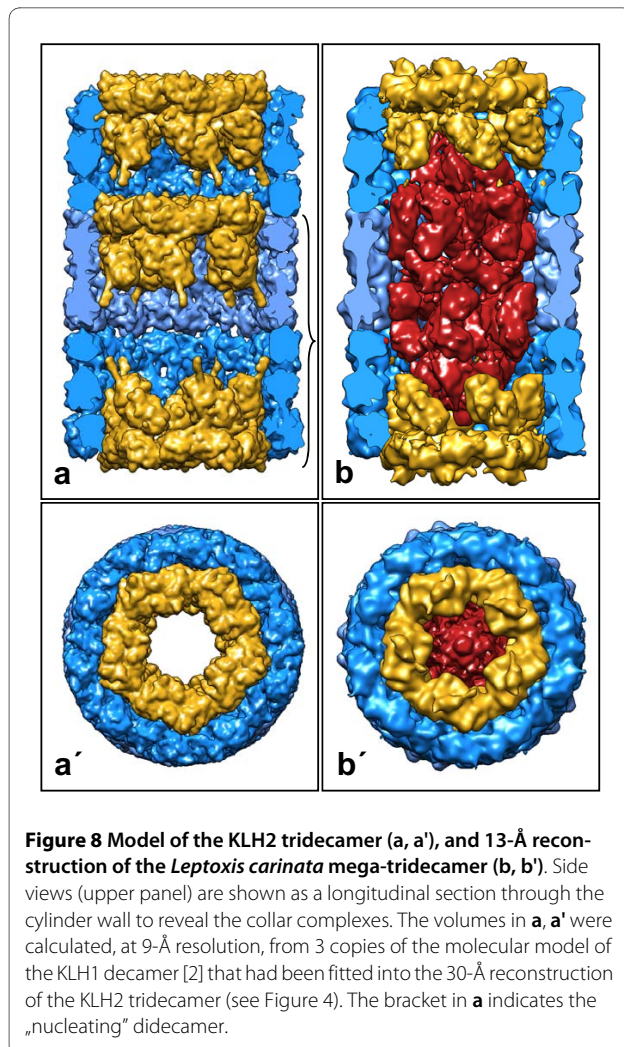 a
b
a´
b´
Figure 8 Model of the KLH2 tridecamer (a, a'), and 13-Å recon-
struction of the Leptoxis carinata mega-tridecamer (b, b'). Side
views (upper panel) are shown as a longitudinal section through the
cylinder wall to reveal the collar complexes. The volumes in a, a' were
calculated, at 9-Å resolution, from 3 copies of the molecular model of
the KLH1 decamer [2] that had been fitted into the 30-Å reconstruction
of the KLH2 tridecamer (see Figure 4). The bracket in a indicates the
„nucleating” didecamer.